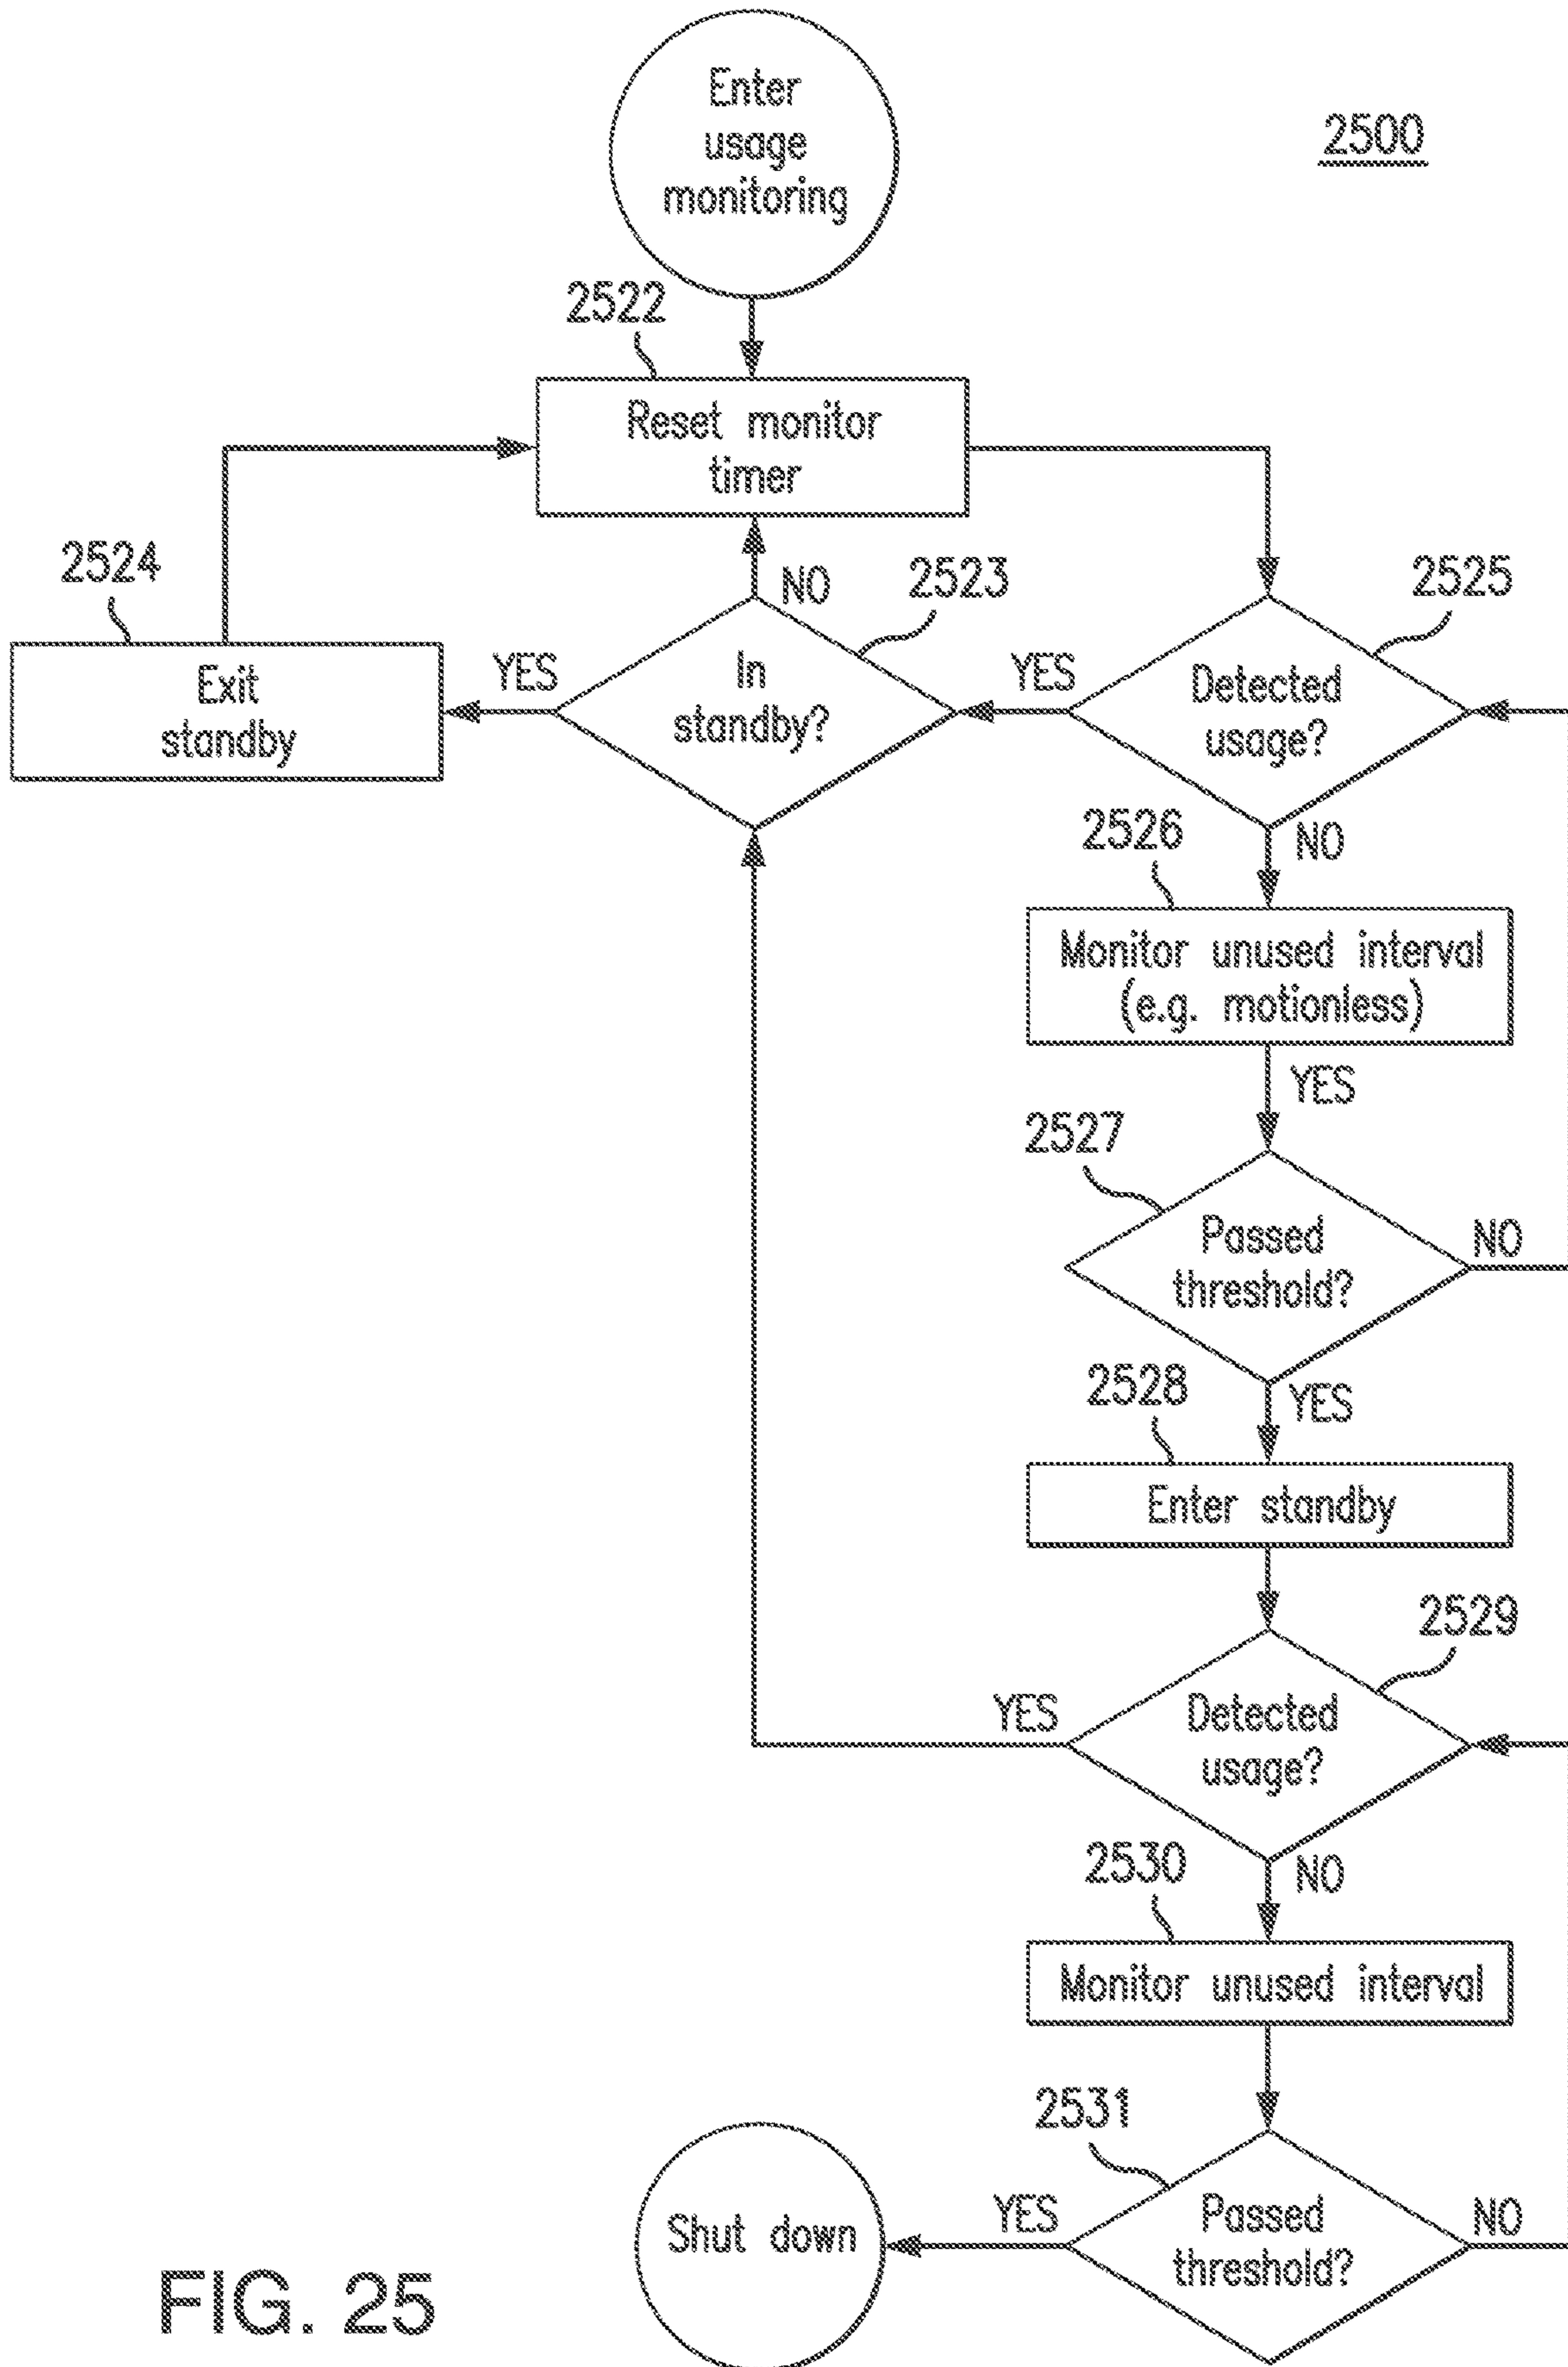 Enter
usage
monitoring
2500
2522
Reset monitor
timer
2524
NO
2523
2525
Exit
standby
YES
In
standby?
YES
Detected
usage?
2526
NO
Monitor unused interval
(e.g. motionless)
YES
2527
Passed
threshold?
NO
2528
YES
Enter standby
2529
YES
Detected
usage?
2530
NO
Monitor unused interval
2531
Shut down
YES
Passed
threshold?
NO
FIG. 25